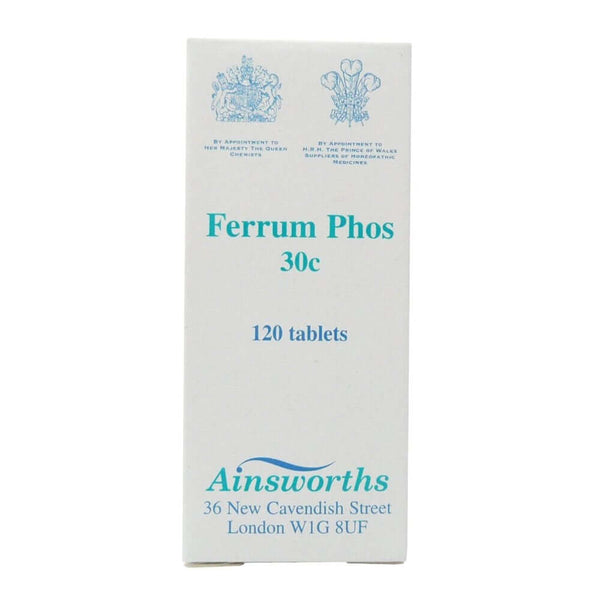 BY APPOINTMENT TO
HER MAJESTY THE QUEEN
CHEMISTS
BY APPOINTMENT TO
H.R.H. THE PRINCE OF WALES
SUPPLIERS OF HOMŒOPATHIC
MEDICINES
Ferrum Phos
30c
120 tablets
Ainsworths
36 New Cavendish Street
London W1G 8UF